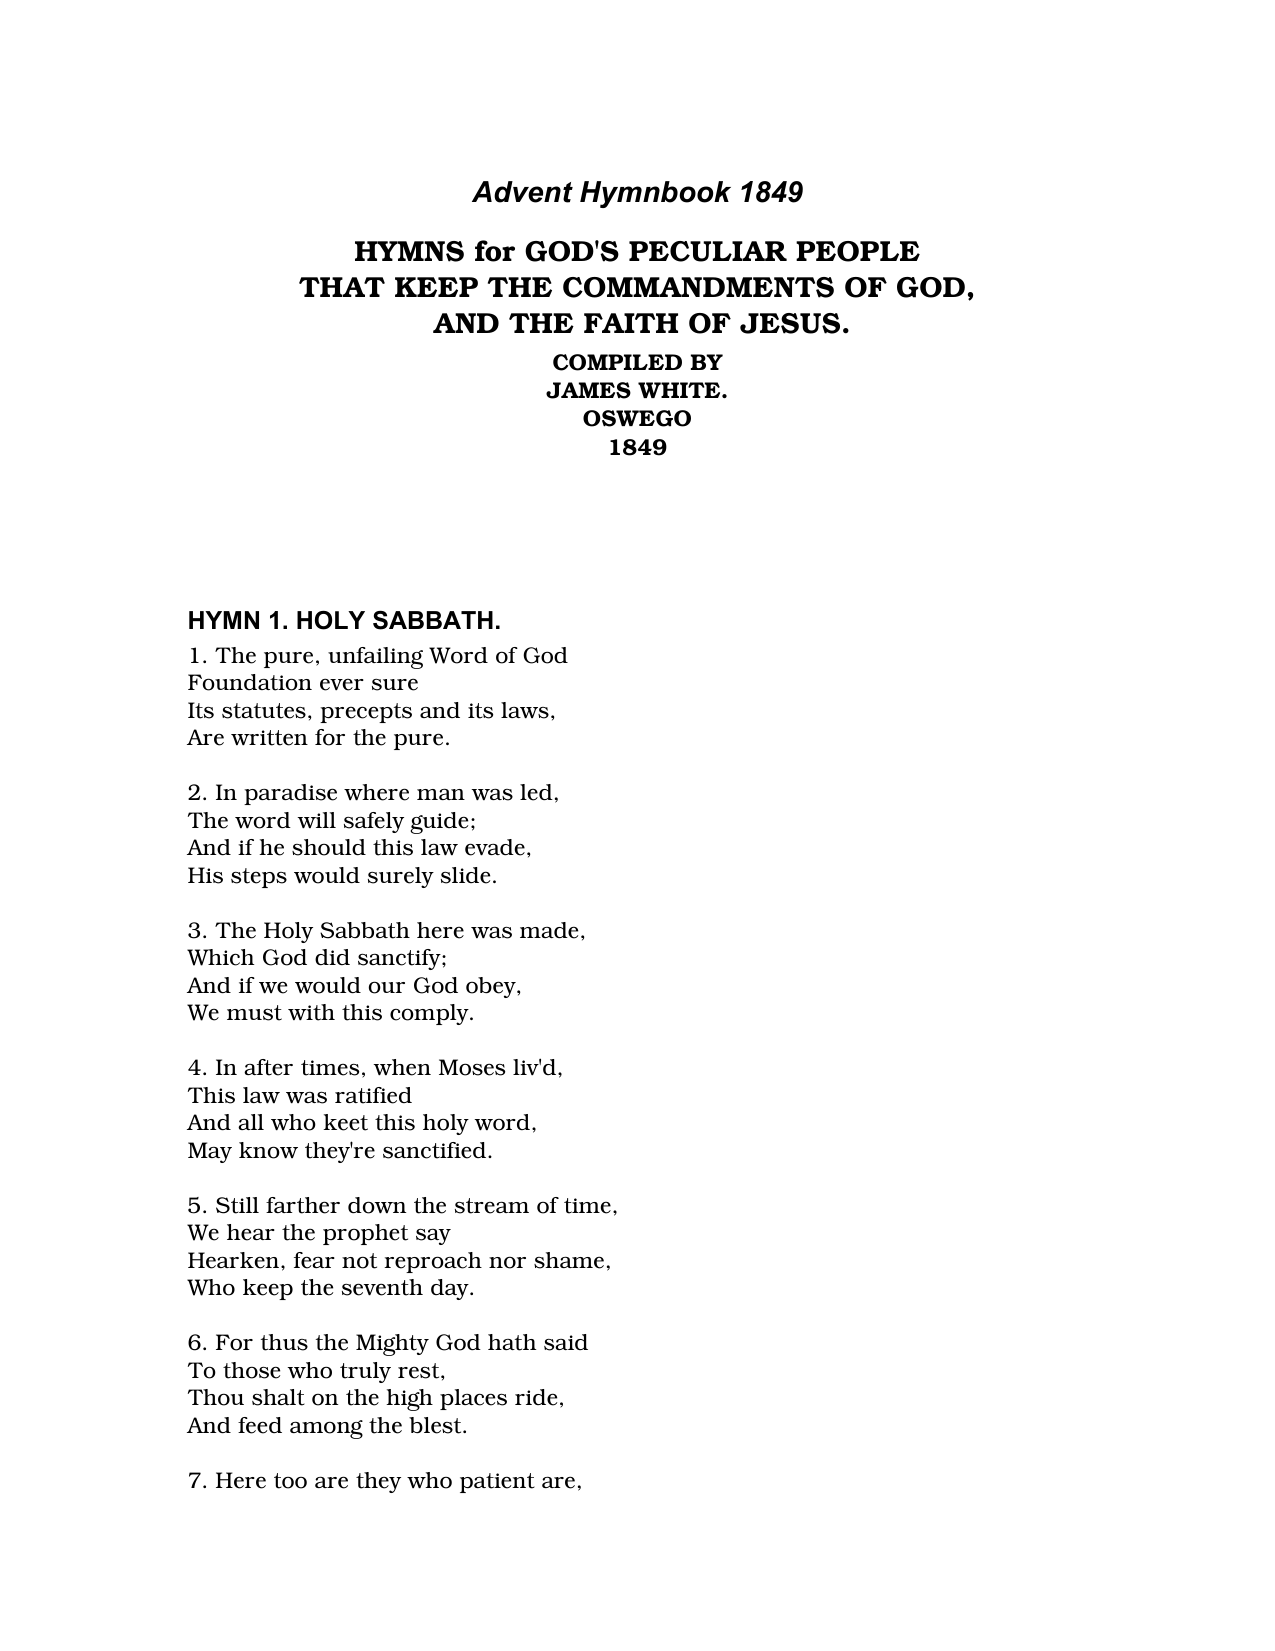 Advent Hymnbook 1849
HYMNS for GOD'S PECULIAR PEOPLE
THAT KEEP THE COMMANDMENTS OF GOD,
AND THE FAITH OF JESUS.
COMPILED BY
JAMES WHITE.
OSWEGO
1849
HYMN 1. HOLY SABBATH.
1. The pure, unfailing Word of God
Foundation ever sure
Its statutes, precepts and its laws,
Are written for the pure.
2. In paradise where man was led,
The word will safely guide;
And if he should this law evade,
His steps would surely slide.
3. The Holy Sabbath here was made,
Which God did sanctify;
And if we would our God obey,
We must with this comply.
4. In after times, when Moses liv'd,
This law was ratified
And all who keet this holy word,
May know they're sanctified.
5. Still farther down the stream of time,
We hear the prophet say
Hearken, fear not reproach nor shame,
Who keep the seventh day.
6. For thus the Mighty God hath said
To those who truly rest,
Thou shalt on the high places ride,
And feed among the blest.
7. Here too are they who patient are,